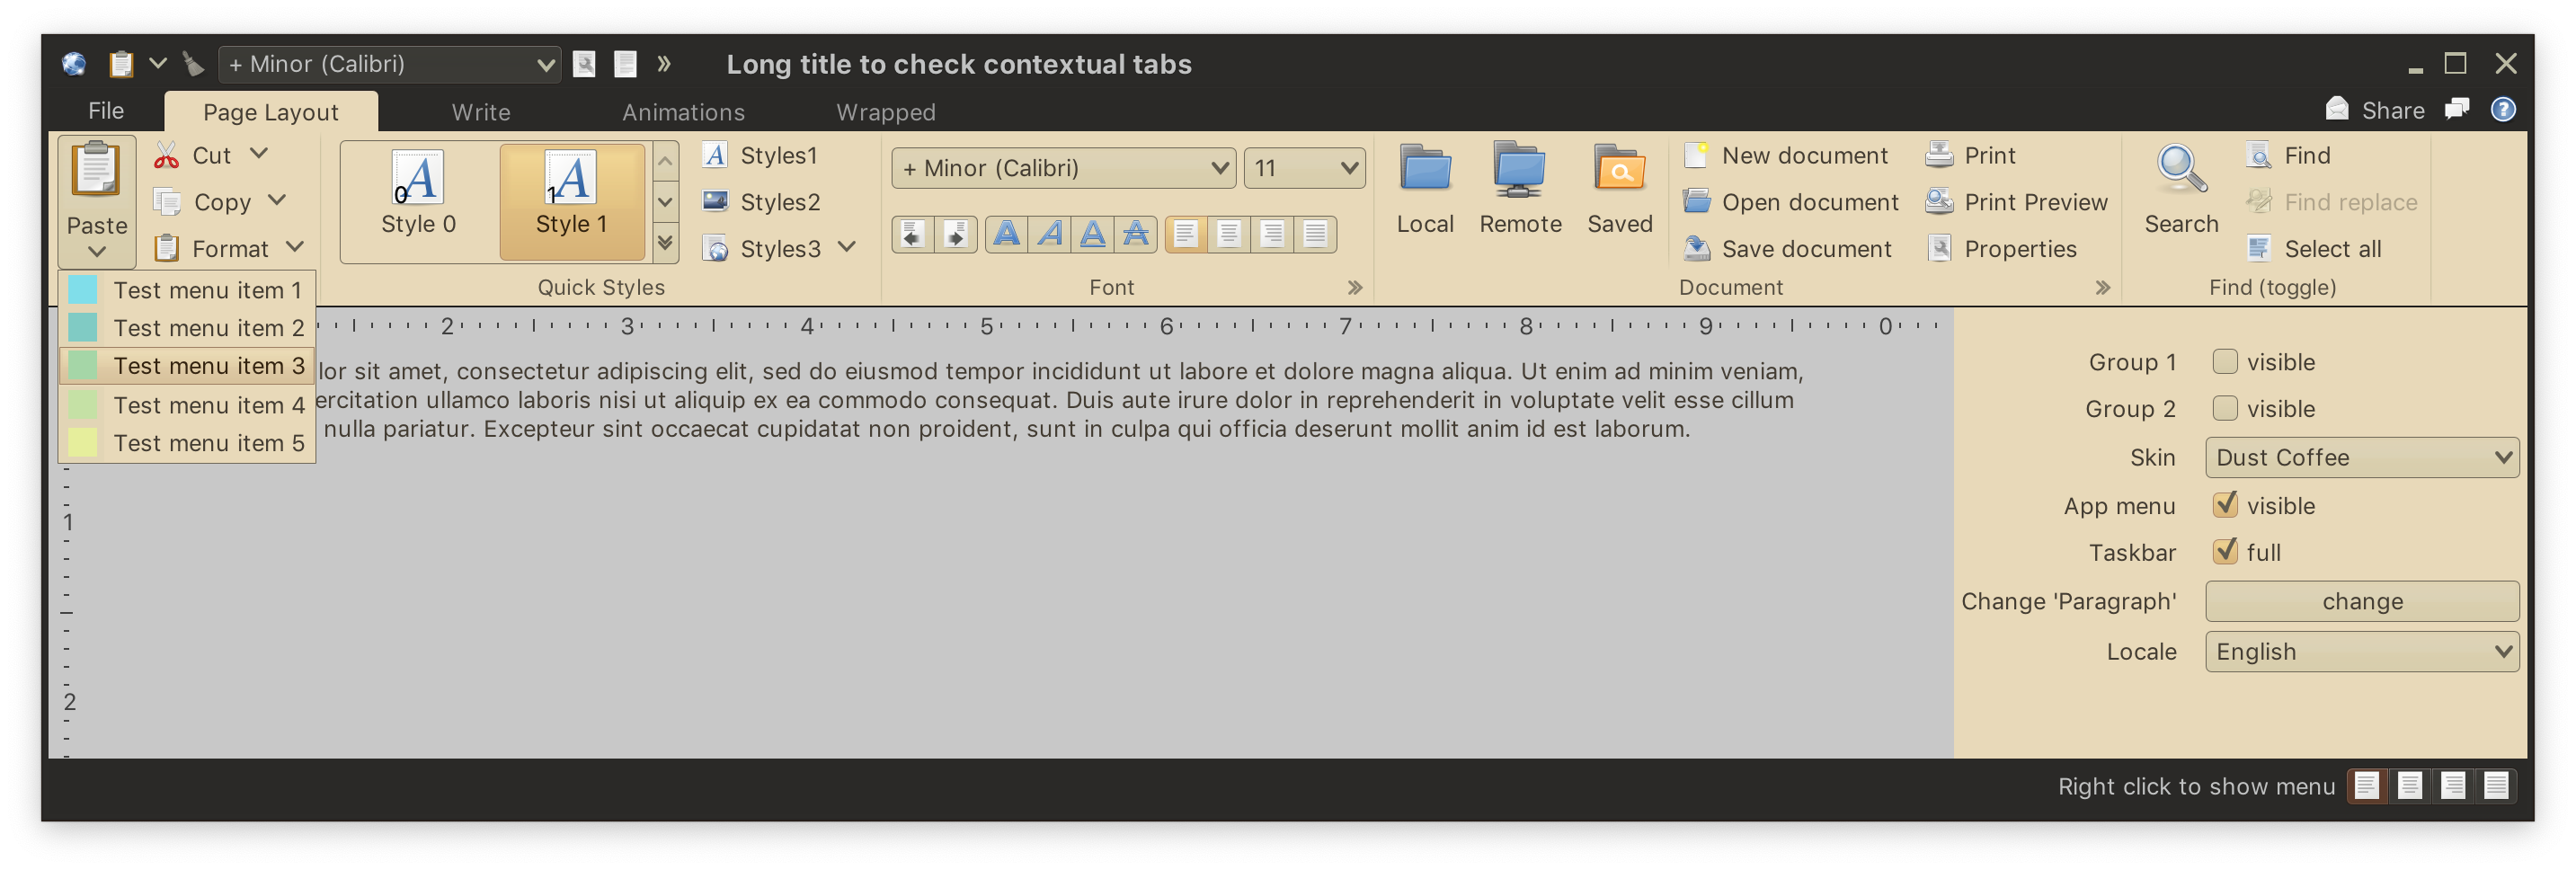 + Minor (Calibri)
Long title to check contextual tabs
File
Page Layout
Write
Animations
Wrapped
Share
Paste
Cut
Copy
Format
0
Style 0
1
Style 1
Styles1
Styles2
Styles3
Quick Styles
+ Minor (Calibri)
11
Font
Local
Remote
Saved
New document
Open document
Save document
Print
Print Preview
Properties
Document
Search
Find
Find replace
Select all
Find (toggle)
Test menu item 1
Test menu item 2
Test menu item 3
Test menu item 4
Test menu item 5
2 3 4 5 6 7 8 9 0
lor sit amet, consectetur adipiscing elit, sed do eiusmod tempor incididunt ut labore et dolore magna aliqua. Ut enim ad minim veniam,
ercitation ullamco laboris nisi ut aliquip ex ea commodo consequat. Duis aute irure dolor in reprehenderit in voluptate velit esse cillum
nulla pariatur. Excepteur sint occaecat cupidatat non proident, sunt in culpa qui officia deserunt mollit anim id est laborum.
1
2
Group 1 visible
Group 2 visible
Skin Dust Coffee
App menu visible
Taskbar full
Change 'Paragraph' change
Locale English
Right click to show menu